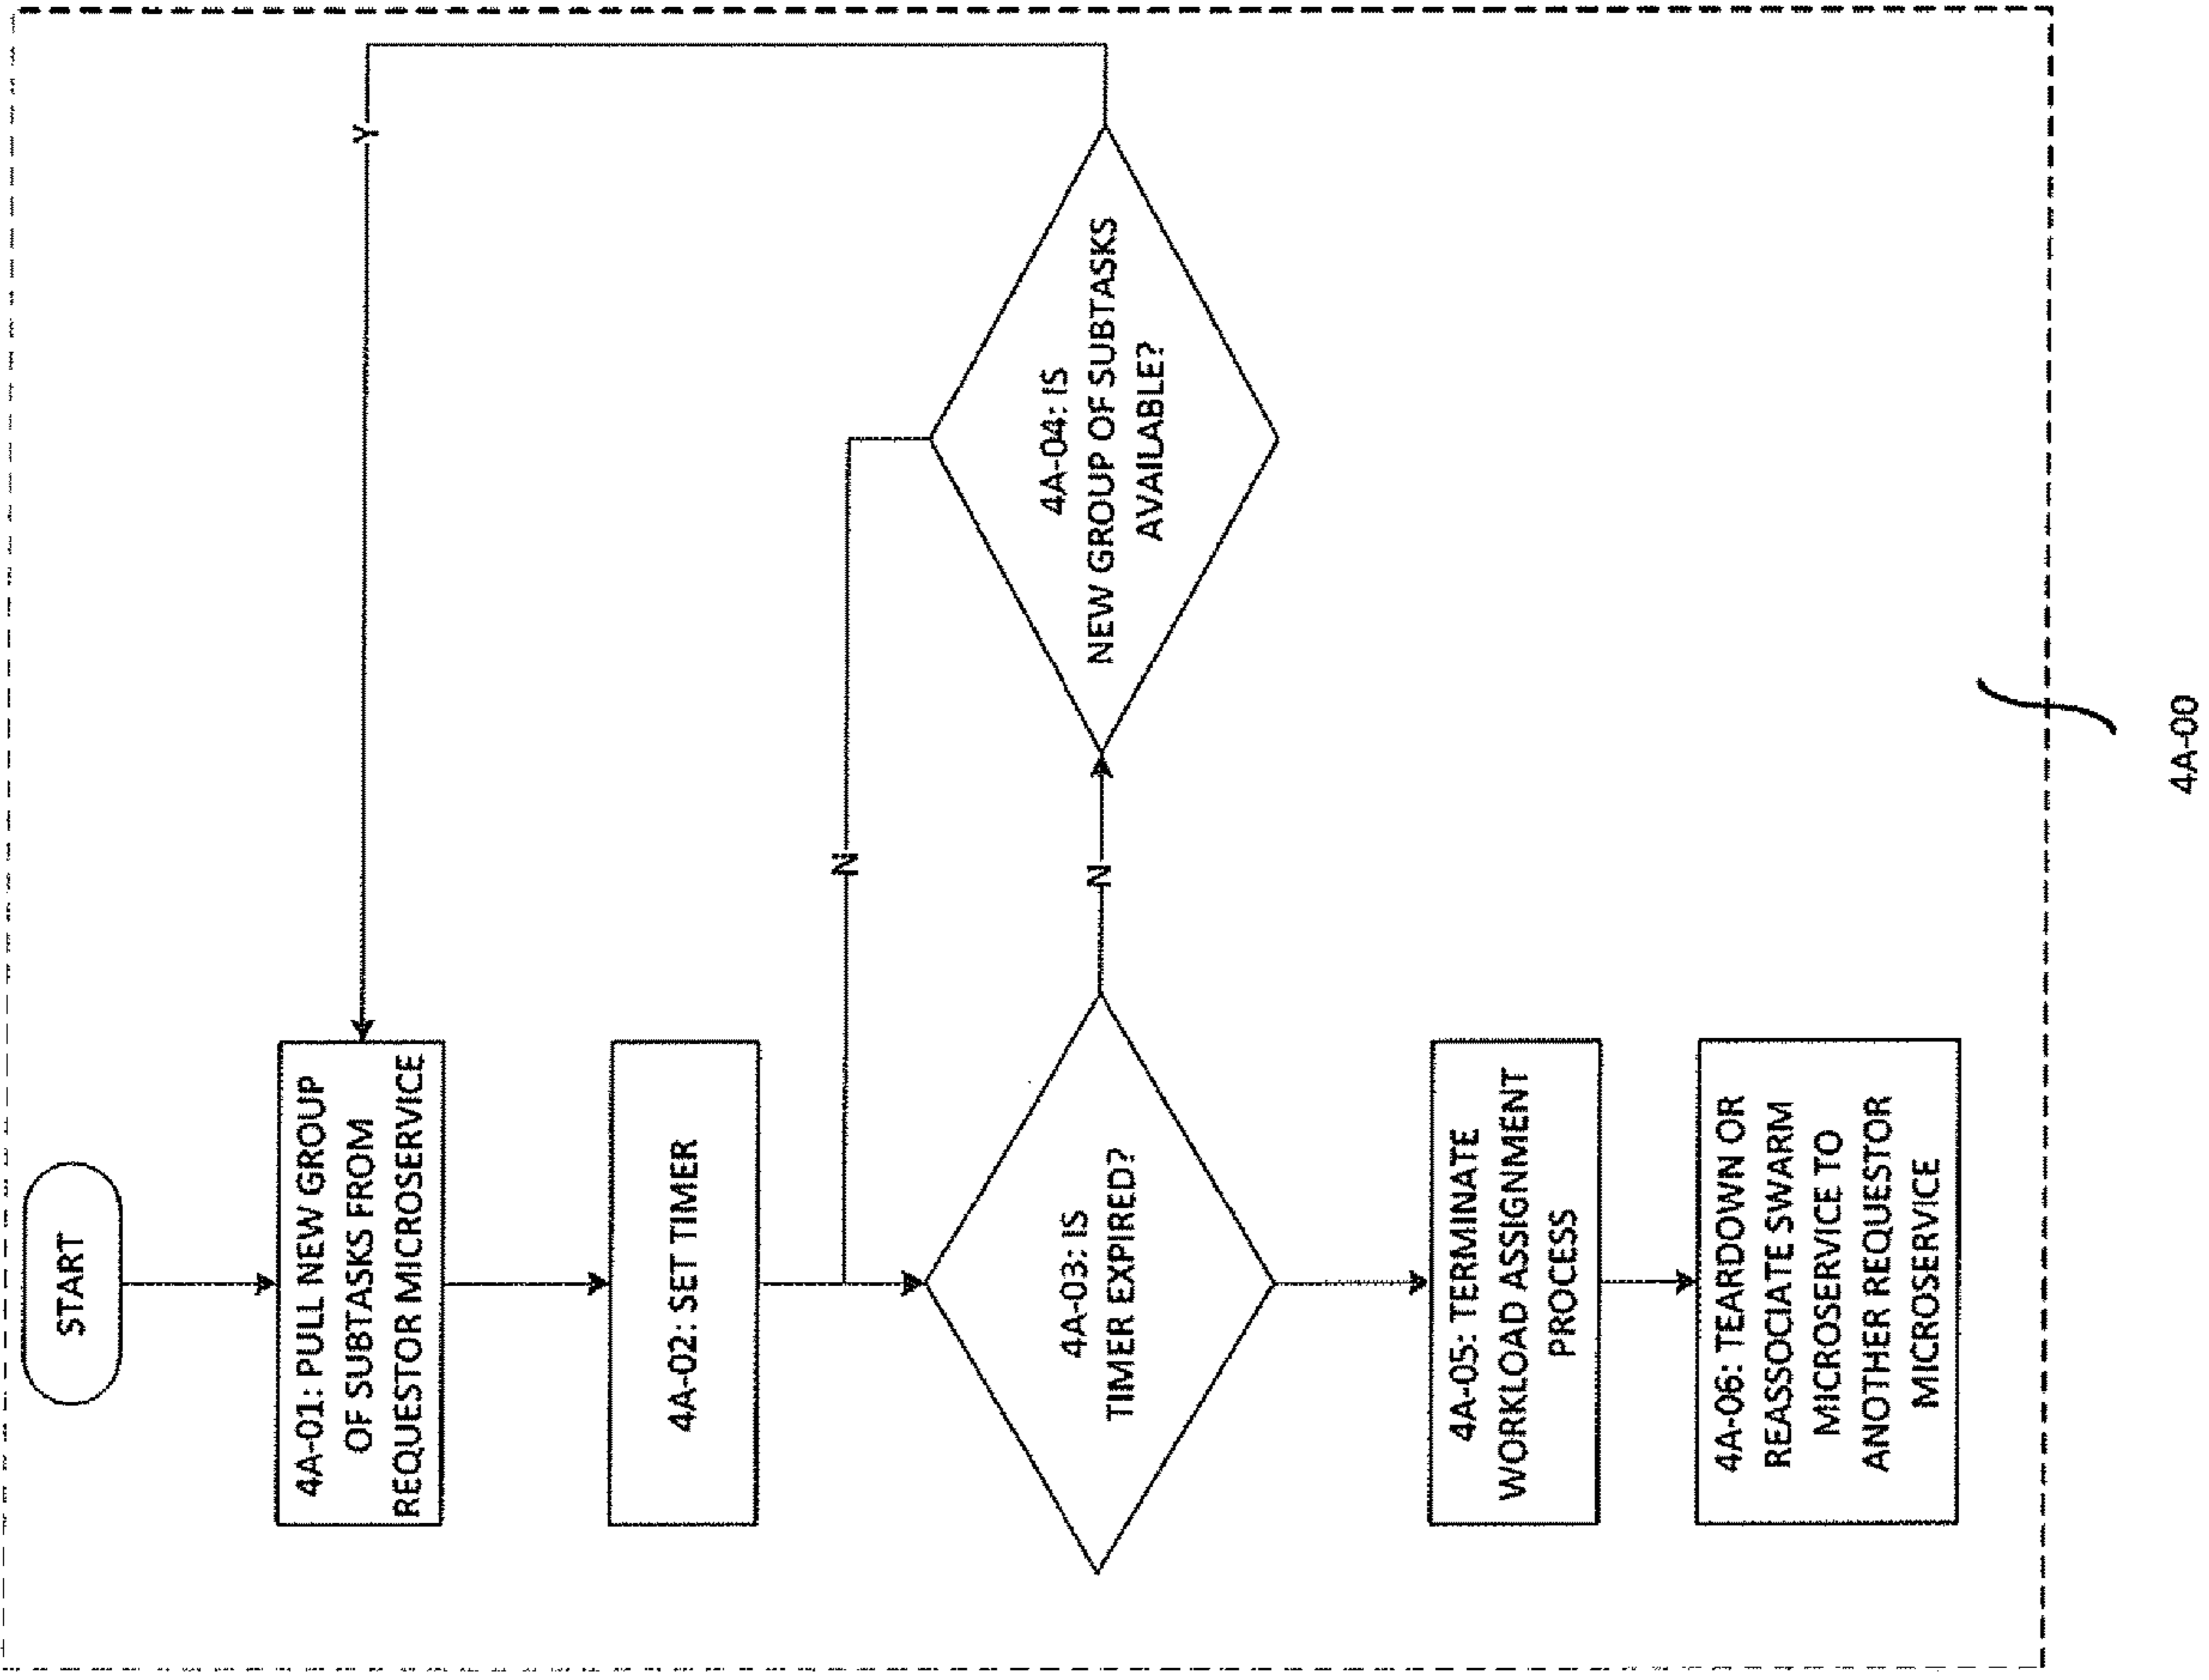 START
4A-01: PULL NEW GROUP
OF SUBTASKS FROM
REQUESTOR MICROSERVICE
4A-02: SET TIMER
4A-03: IS
TIMER EXPIRED?
N
N
Y
4A-04: IS
NEW GROUP OF SUBTASKS
AVAILABLE?
4A-05: TERMINATE
WORKLOAD ASSIGNMENT
PROCESS
4A-06: TEARDOWN OR
REASSOCIATE SWARM
MICROSERVICE TO
ANOTHER REQUESTOR
MICROSERVICE
4A-00